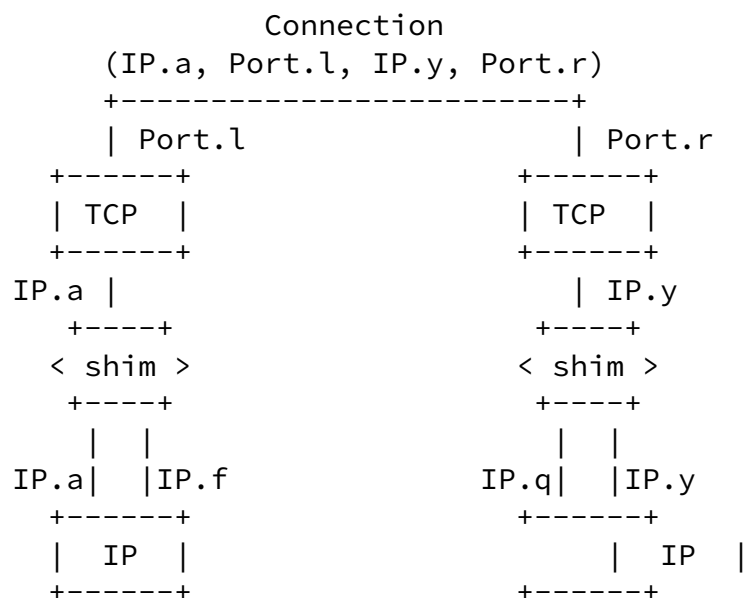 Connection
     (IP.a, Port.l, IP.y, Port.r)
     +-------------------------+
     | Port.l                  | Port.r
  +------+                  +------+
  | TCP  |                  | TCP  |
  +------+                  +------+
IP.a |                         | IP.y
   +----+                    +----+
  < shim >                  < shim >
   +----+                    +----+
    |  |                      |  |
IP.a|  |IP.f              IP.q|  |IP.y
  +------+                  +------+
  |  IP  |                       |  IP  |
  +------+                  +------+